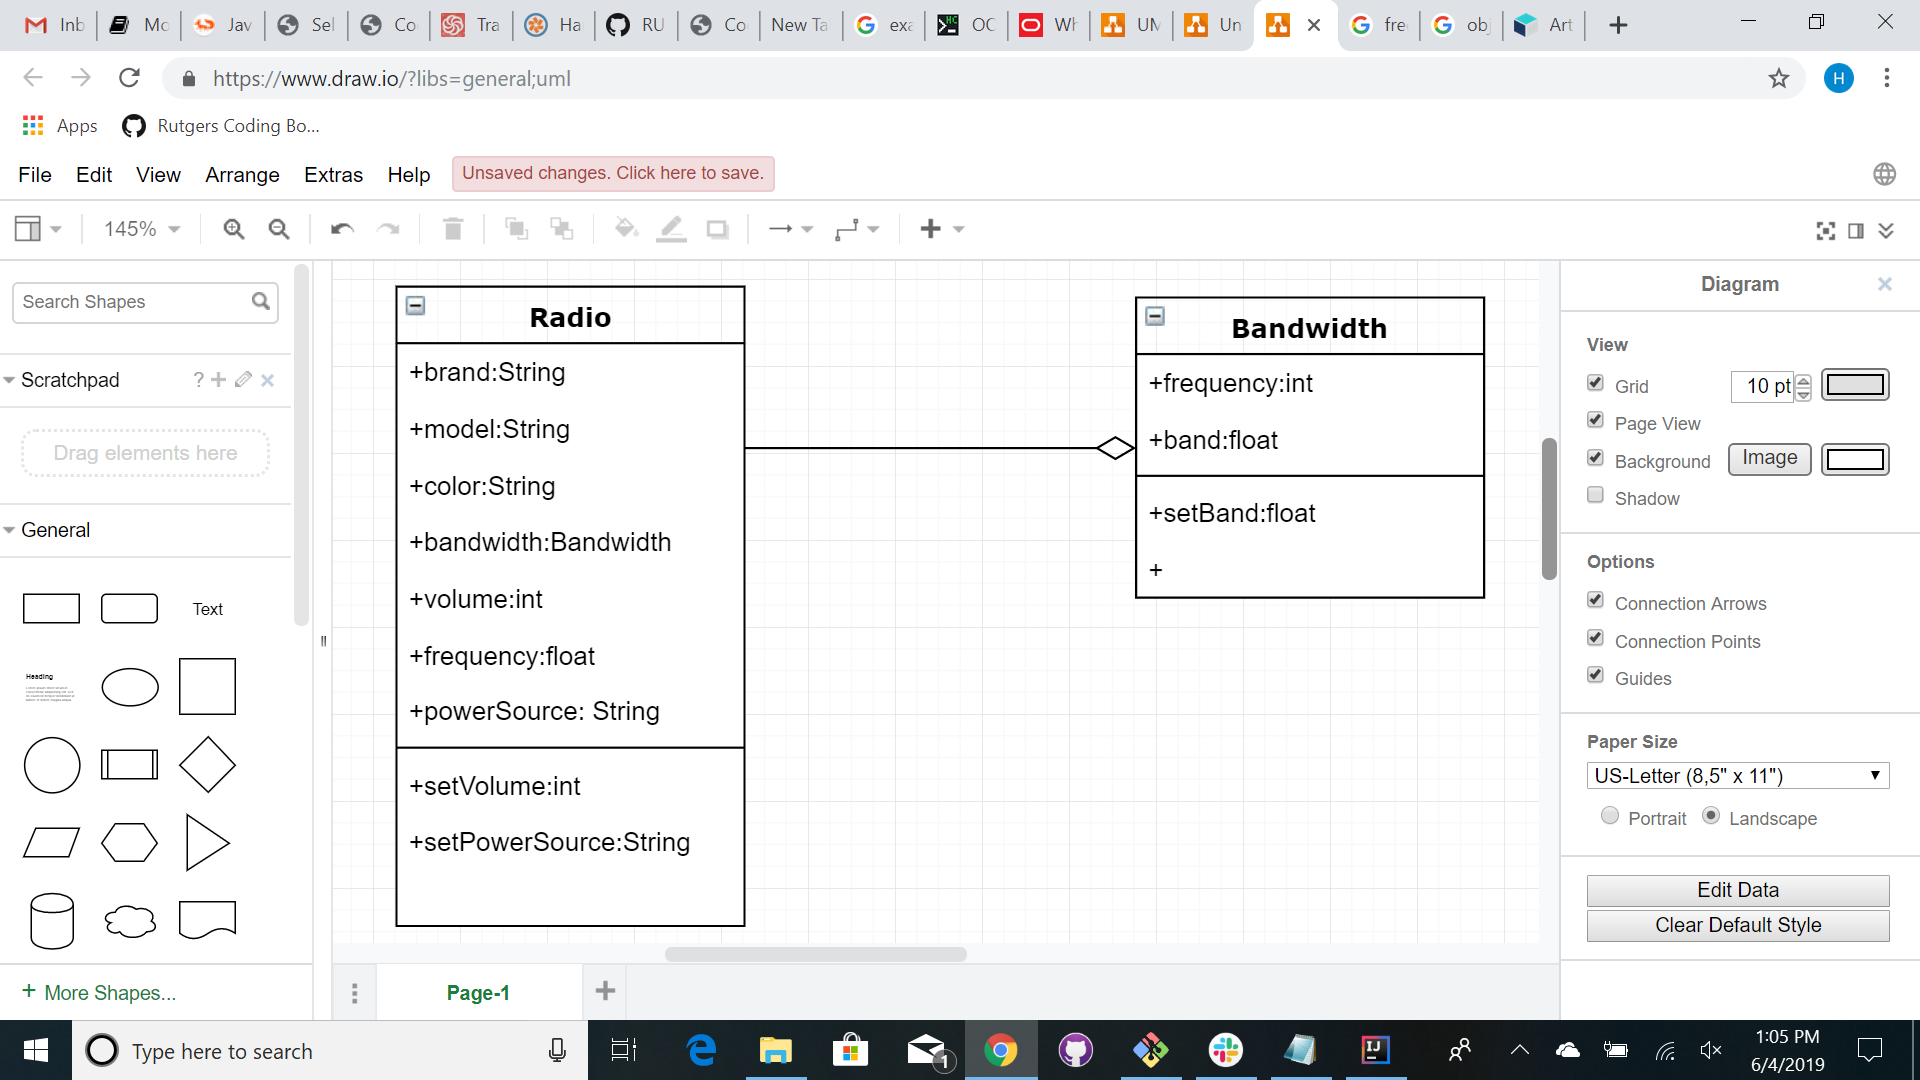 Inb
Mo
Jav
Sel
Co
Tra
Ha
RU
Co
New Ta
exa
OC
Wh
UM
Un
fre
obj
Art
https://www.draw.io/?libs=general;uml
H
Apps
Rutgers Coding Bo...
File Edit View Arrange Extras Help Unsaved changes. Click here to save.
145%
Search Shapes
Scratchpad
?
Drag elements here
General
Text
Heading
+ More Shapes...
Radio
+brand:String
+model:String
+color:String
+bandwidth:Bandwidth
+volume:int
+frequency:float
+powerSource: String
+setVolume:int
+setPowerSource:String
Bandwidth
+frequency:int
+band:float
+setBand:float
+
Page-1
Diagram
View
Grid 10 pt
Page View
Background Image
Shadow
Options
Connection Arrows
Connection Points
Guides
Paper Size
US-Letter (8,5" x 11")
Portrait Landscape
Edit Data
Clear Default Style
Type here to search
1
IJ
1:05 PM
6/4/2019